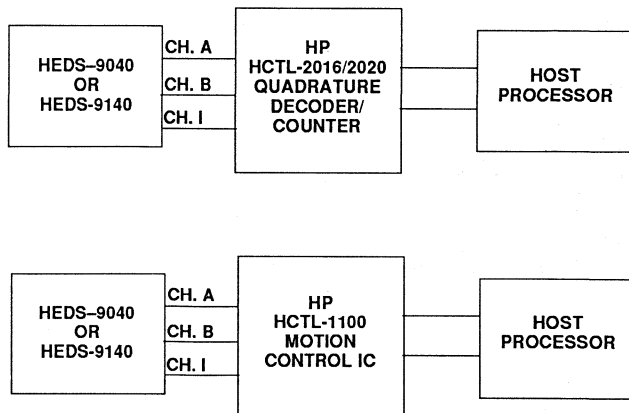 HEDS–9040
OR
HEDS-9140
CH. A
CH. B
CH. I
HP
HCTL-2016/2020
QUADRATURE
DECODER/
COUNTER
HOST
PROCESSOR
HEDS–9040
OR
HEDS-9140
CH. A
CH. B
CH. I
HP
HCTL-1100
MOTION
CONTROL IC
HOST
PROCESSOR